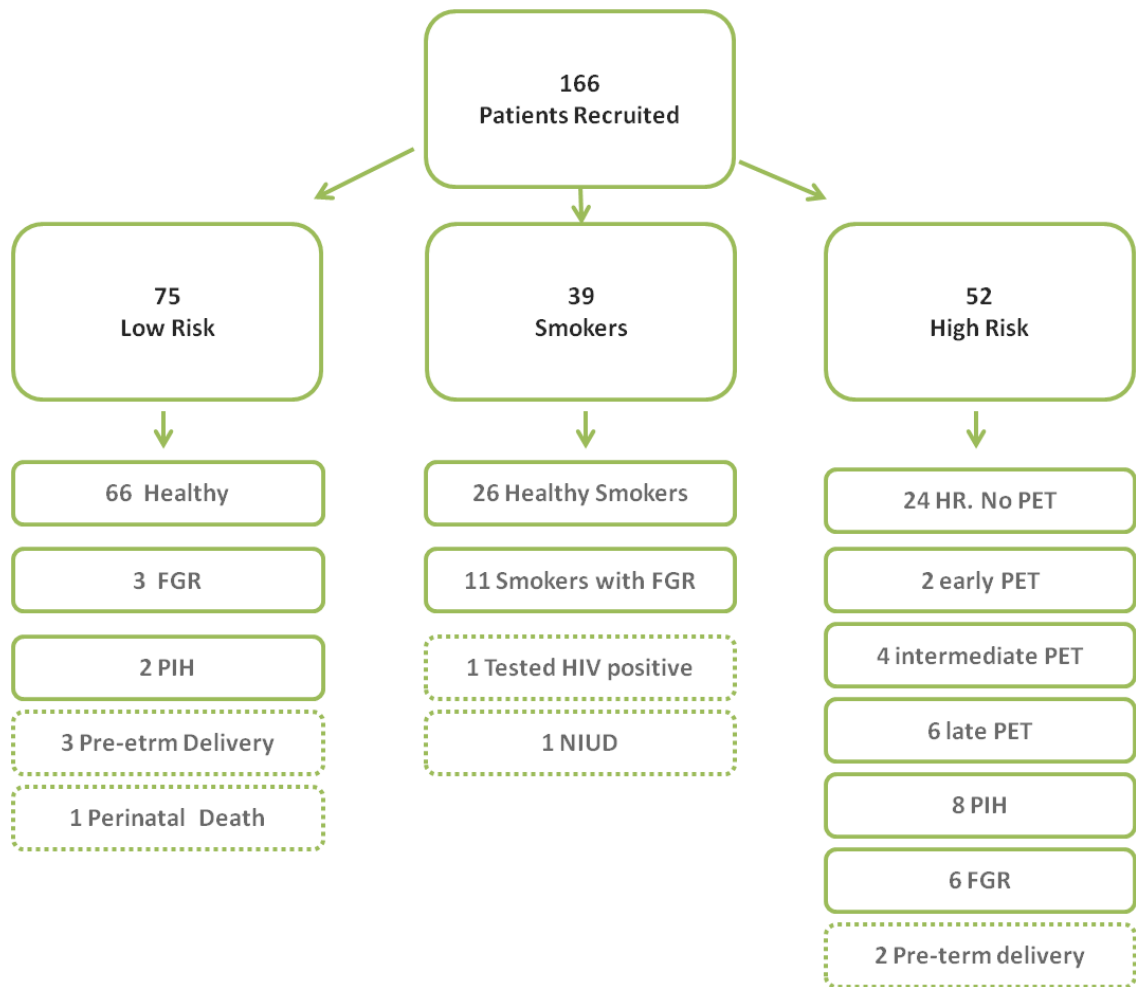 166
Patients Recruited
75
Low Risk
39
Smokers
52
High Risk
66 Healthy
3 FGR
2 PIH
3 Pre-etrm Delivery
1 Perinatal Death
26 Healthy Smokers
11 Smokers with FGR
1 Tested HIV positive
1 NIUD
24 HR. No PET
2 early PET
4 intermediate PET
6 late PET
8 PIH
6 FGR
2 Pre-term delivery